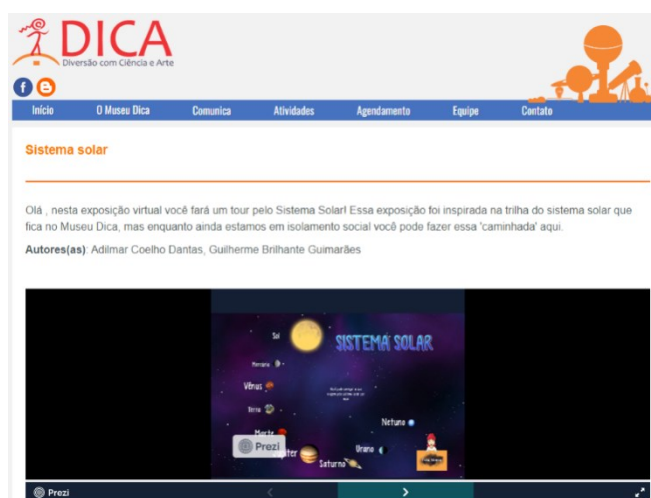 DICA
Diversão com Ciência e Arte
Início O Museu Dica Comunica Atividades Agendamento Equipe Contato
Sistema solar
Olá , nesta exposição virtual você fará um tour pelo Sistema Solar! Essa exposição foi inspirada na trilha do sistema solar que
fica no Museu Dica, mas enquanto ainda estamos em isolamento social você pode fazer essa 'caminhada' aqui.
Autores(as): Adilmar Coelho Dantas, Guilherme Brilhante Guimarães
Sol
SISTEMA SOLAR
Mercúrio
Vênus
Terra
Netuno
Marte
Prezi
Júpiter
Urano
Saturno
Prezi